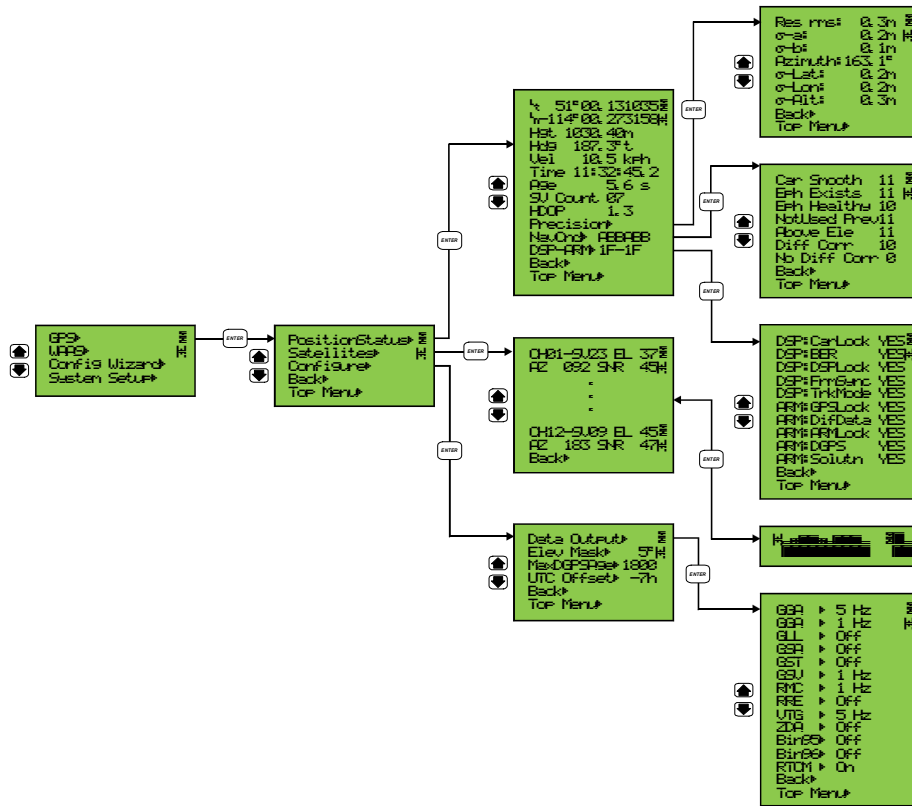 GPS
WAAS
Config Wizard
System Setup
ENTER
PositionStatus
Satellites
Configure
Back
Top Menu
ENTER
ENTER
ENTER
51°00.131035
-114°00.273158
Hgt 1030.40m
Hdg 187.3°t
Vel 10.5 kph
Time 11:32:45.2
Age 5.6 s
SV Count 07
HDOP 1.3
Precision
NavCnd ABBABB
DSP-ARM 1F-1F
Back
Top Menu
CH01-SV23 EL 37
AZ 092 SNR 45
.
.
.
CH12-SV09 EL 45
AZ 183 SNR 47
Back
Data Output
Elev Mask 5°
MaxDGPSAge 1800
UTC Offset -7h
Back
Top Menu
ENTER
ENTER
ENTER
ENTER
ENTER
Res rms: 0.3m
σ-a: 0.2m
σ-b: 0.1m
Azimuth:163.1°
σ-Lat: 0.2m
σ-Lon: 0.2m
σ-Alt: 0.3m
Back
Top Menu
Car Smooth 11
Eph Exists 11
Eph Healthy 10
NotUsed Prev11
Above Ele 11
Diff Corr 10
No Diff Corr 0
Back
Top Menu
DSP:CarLock YES
DSP:BER YES
DSP:DSPLock YES
DSP:FrmSync YES
DSP:TrkMode YES
ARM:GPSLock YES
ARM:DifData YES
ARM:ARMLock YES
ARM:DGPS YES
ARM:Solutn YES
Back
Top Menu
GGA 5 Hz
GGA 1 Hz
GLL Off
GSA Off
GST Off
GSV 1 Hz
RMC 1 Hz
RRE Off
VTG 5 Hz
ZDA Off
Bin95 Off
Bin96 Off
RTCM On
Back
Top Menu